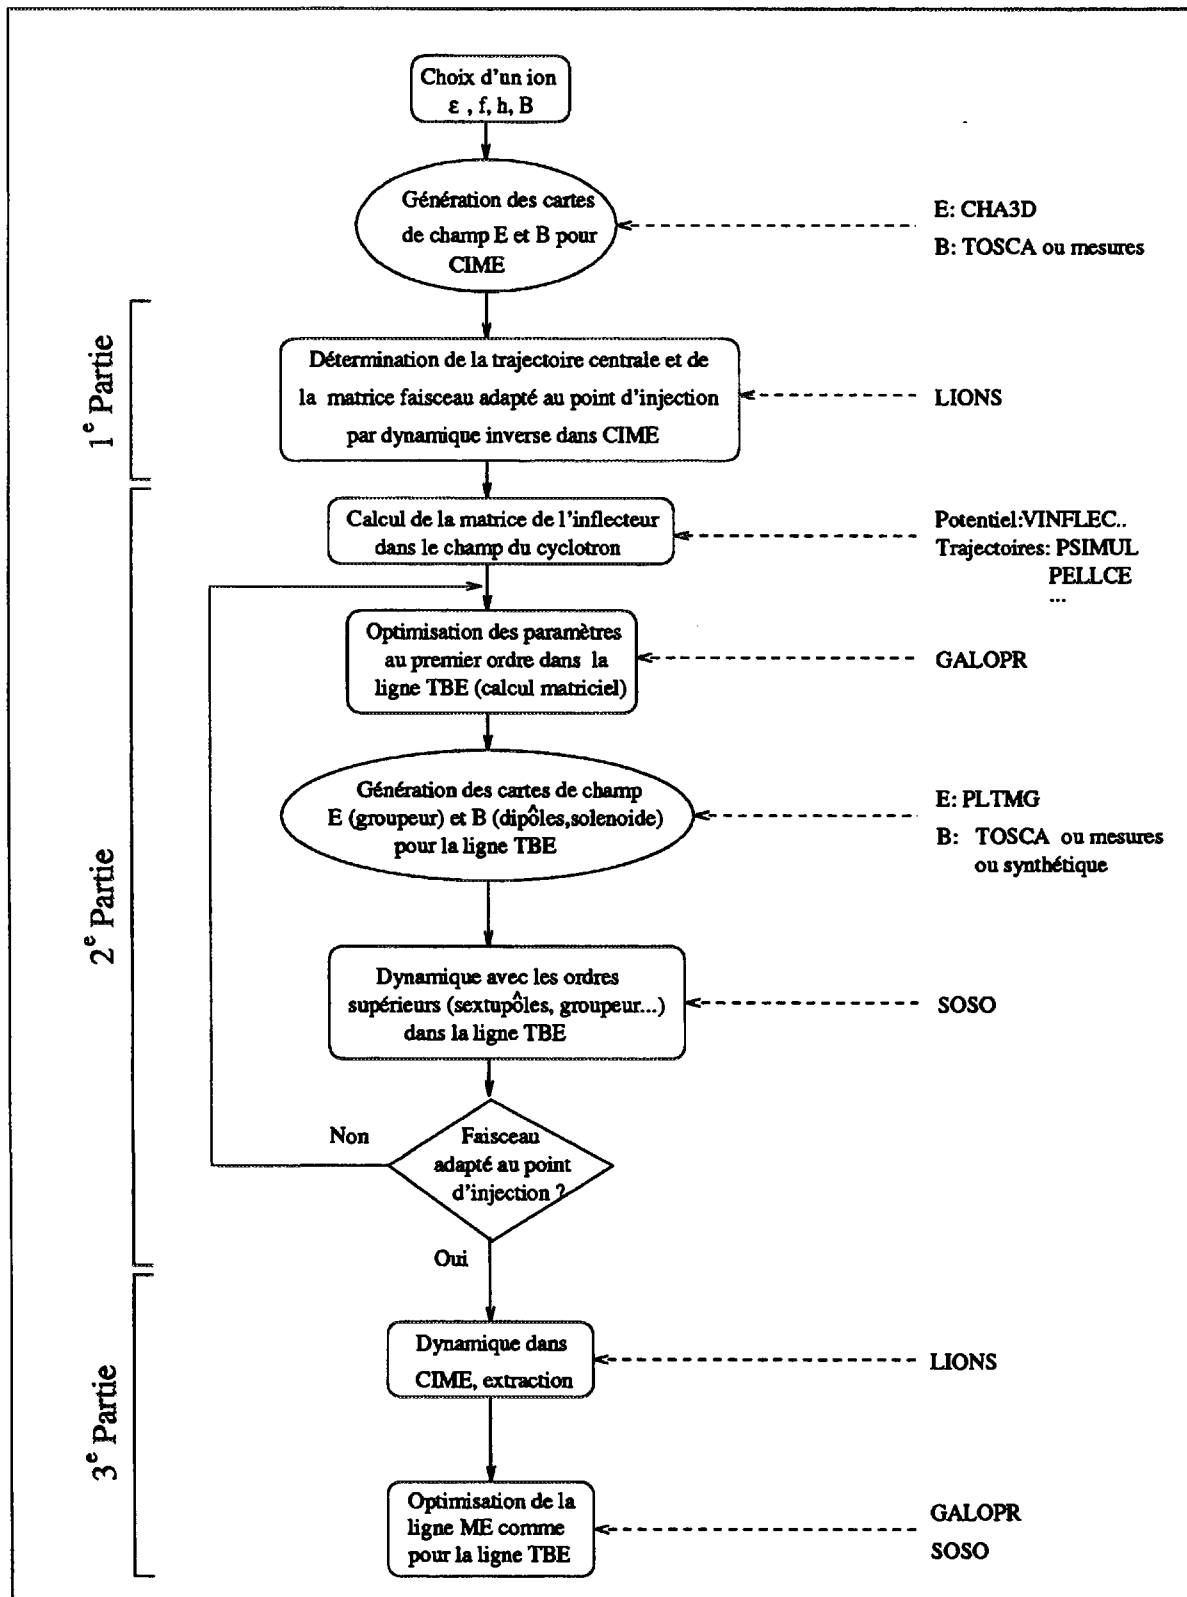 Choix d'un ion
ε , f, h, B
Génération des cartes
de champ E et B pour
CIME
E: CHA3D
B: TOSCA ou mesures
1e Partie
Détermination de la trajectoire centrale et de
la matrice faisceau adapté au point d'injection
par dynamique inverse dans CIME
LIONS
2e Partie
Calcul de la matrice de l'inflecteur
dans le champ du cyclotron
Potentiel:VINFLEC..
Trajectoires: PSIMUL
PELLCE
...
Optimisation des paramètres
au premier ordre dans la
ligne TBE (calcul matriciel)
GALOPR
Génération des cartes de champ
E (groupeur) et B (dipôles,solenoide)
pour la ligne TBE
E: PLTMG
B: TOSCA ou mesures
ou synthétique
Dynamique avec les ordres
supérieurs (sextupôles, groupeur...)
dans la ligne TBE
SOSO
Non
Faisceau
adapté au point
d'injection ?
Oui
3e Partie
Dynamique dans
CIME, extraction
LIONS
Optimisation de la
ligne ME comme
pour la ligne TBE
GALOPR
SOSO